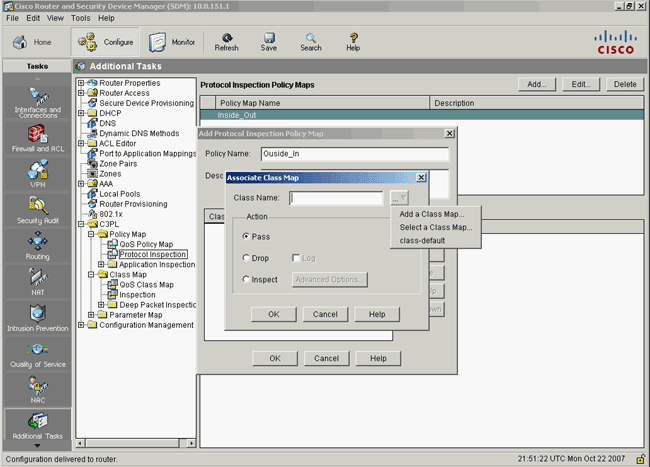 Cisco Router and Security Device Manager (SDM): 10.0.151.1
File Edit View Tools Help
Home Configure Monitor Refresh Save Search Help
CISCO
Tasks
Additional Tasks
Interfaces and Connections
Firewall and ACL
VPN
Security Audit
Routing
NAT
Intrusion Prevention
Quality of Service
NAC
Additional Tasks
Router Properties
Router Access
Secure Device Provisioning
DHCP
DNS
Dynamic DNS Methods
ACL Editor
Port to Application Mappings
Zone Pairs
Zones
AAA
Local Pools
Router Provisioning
802.1x
C3PL
Policy Map
QoS Policy Map
Protocol Inspection
Application Inspection
Class Map
QoS Class Map
Inspection
Deep Packet Inspectio
Parameter Map
Configuration Management
Protocol Inspection Policy Maps
Add... Edit... Delete
Policy Map Name Description
Inside_Out
Add Protocol Inspection Policy Map
Policy Name: Ouside_In
Desc
Associate Class Map
Class Name: ...
Add a Class Map...
Select a Class Map...
class-default
Action
Pass
Drop Log
Inspect Advanced Options...
OK Cancel Help
OK Cancel Help
Configuration delivered to router.
21:51:22 UTC Mon Oct 22 2007